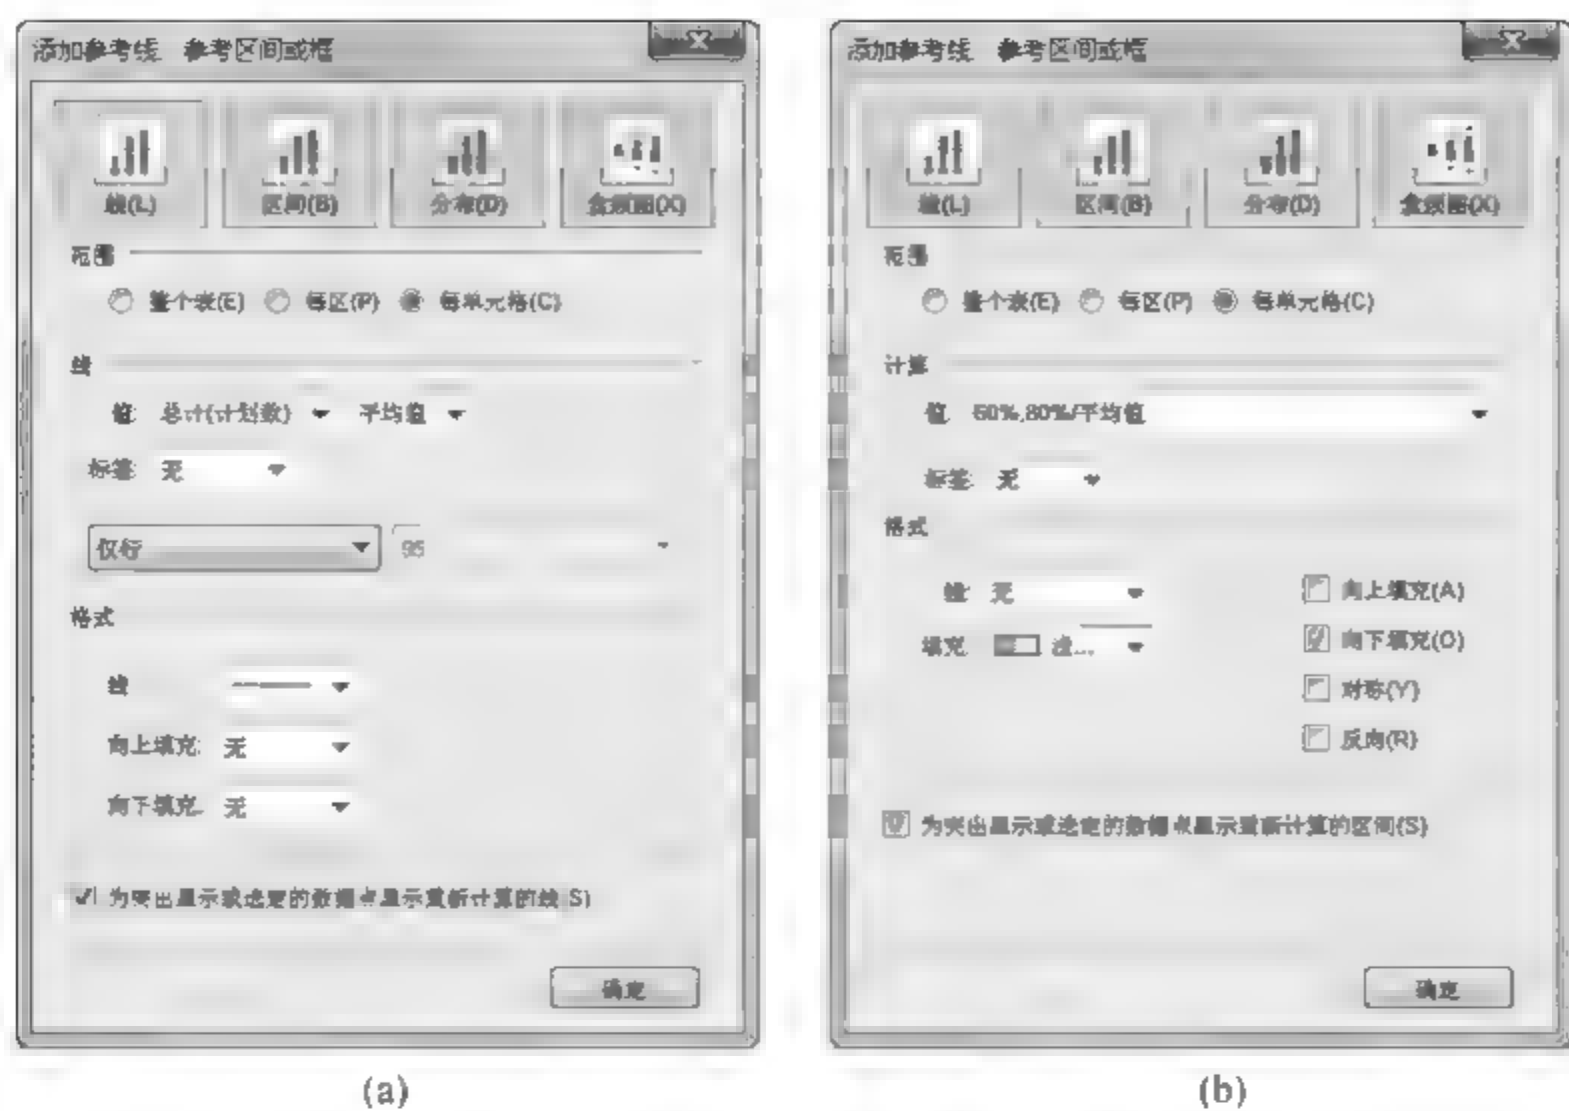 添加参考线、参考区间或框
线(L) 区间(B) 分布(D) 盒须图(X)
范围
整个表(E) 每区(P) 每单元格(C)
线
值: 总计(计划数) 平均值
标签: 无
仅行 95
格式
线
向上填充: 无
向下填充: 无
为突出显示或选定的数据点显示重新计算的线(S)
确定
(a)
添加参考线、参考区间或框
线(L) 区间(B) 分布(D) 盒须图(X)
范围
整个表(E) 每区(P) 每单元格(C)
计算
值: 60%,80%/平均值
标签: 无
格式
线: 无 向上填充(A)
填充: 渣... 向下填充(O)
对称(Y)
反向(R)
为突出显示或选定的数据点显示重新计算的区间(S)
确定
(b)